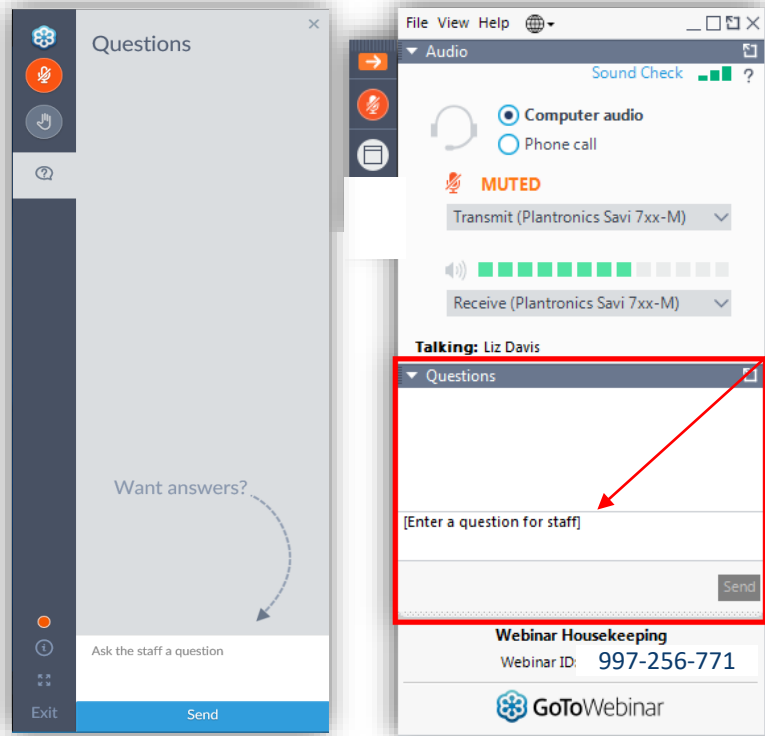 Questions
Want answers?
Ask the staff a question
Exit
Send
File View Help
Audio
Sound Check ?
Computer audio
Phone call
MUTED
Transmit (Plantronics Savi 7xx-M)
Receive (Plantronics Savi 7xx-M)
Talking: Liz Davis
Questions
[Enter a question for staff]
Send
Webinar Housekeeping
Webinar ID: 997-256-771
GoToWebinar